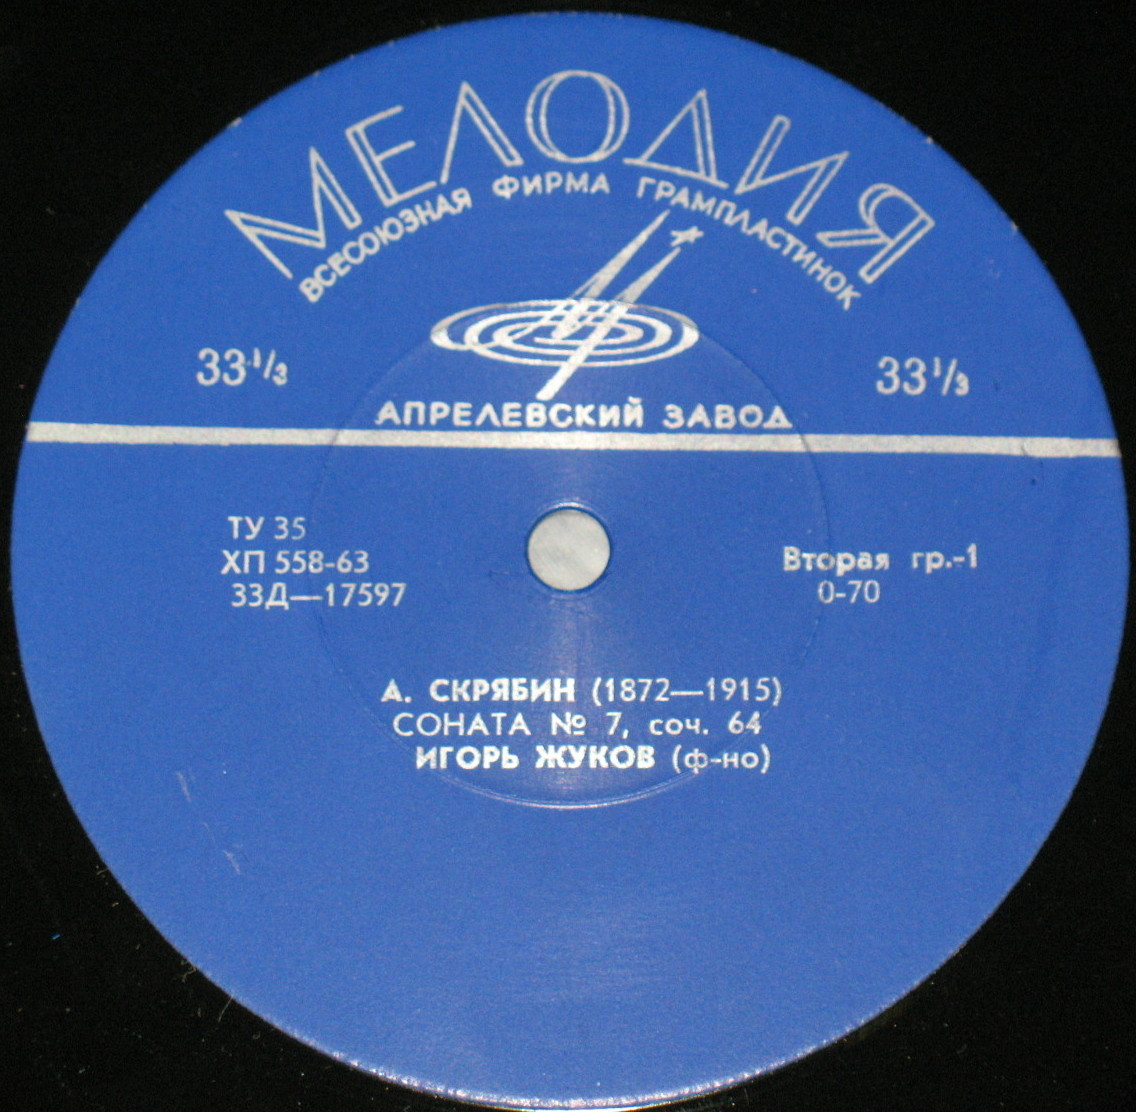 МЕЛОДИЯ
ВСЕСОЮЗНАЯ ФИРМА ГРАМПЛАСТИНОК
33 1/3
33 1/3
АПРЕЛЕВСКИЙ ЗАВОД
ТУ 35
ХП 558-63
33Д—17597
Вторая гр.-1
0-70
А. СКРЯБИН (1872—1915)
СОНАТА № 7, соч. 64
ИГОРЬ ЖУКОВ (ф-но)